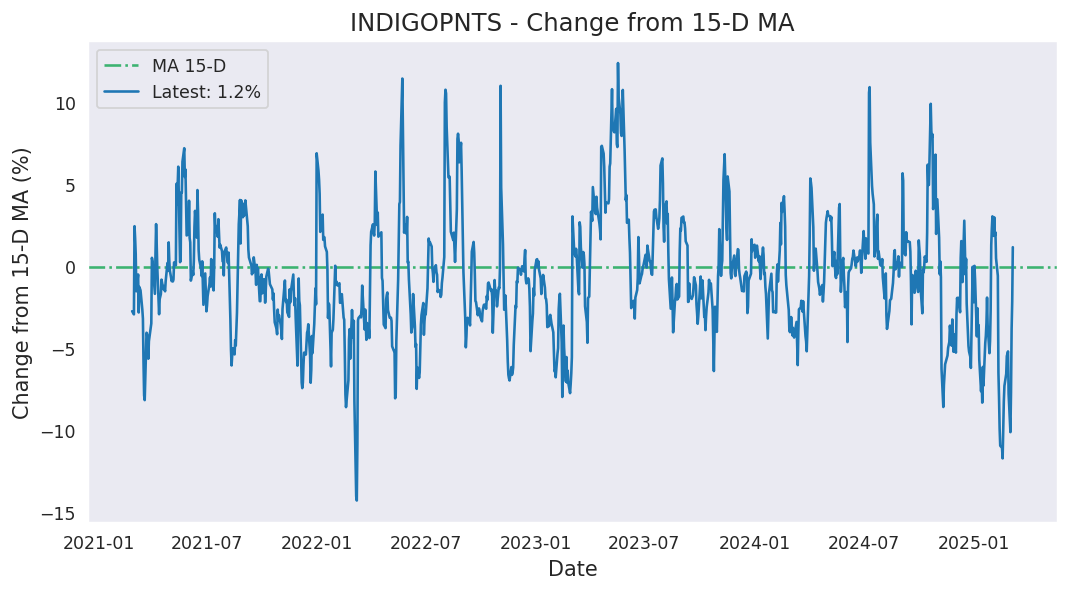 INDIGOPNTS - Change from 15-D MA
MA 15-D
Latest: 1.2%
Change from 15-D MA (%)
10
5
0
−5
−10
−15
2021-01 2021-07 2022-01 2022-07 2023-01 2023-07 2024-01 2024-07 2025-01
Date